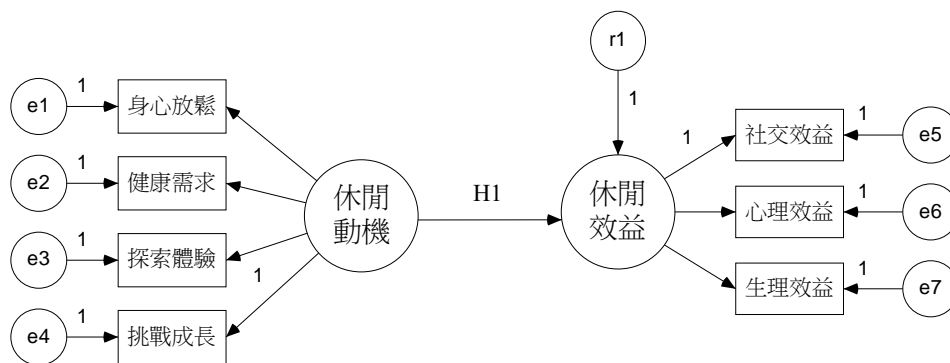 r1
1
e1
1
身心放鬆
e2
1
健康需求
e3
1
探索體驗
e4
1
挑戰成長
1
休閒
動機
H1
休閒
效益
1
社交效益
1
e5
心理效益
1
e6
生理效益
1
e7